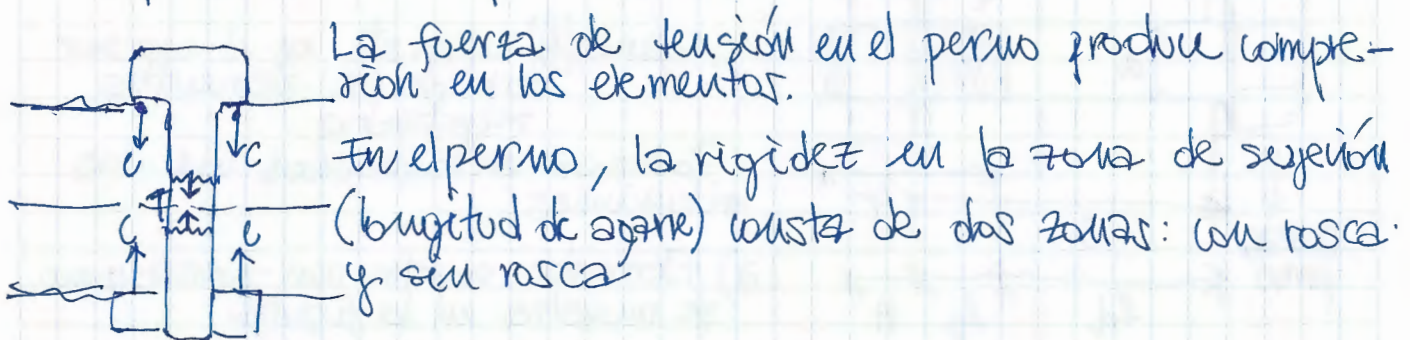 La fuerza de tensión en el perno produce compre-
sión en los elementos.
C C En el perno, la rigidez en la zona de sujeción
T
C C (longitud de agarre) consta de dos zonas: con rosca
y sin rosca